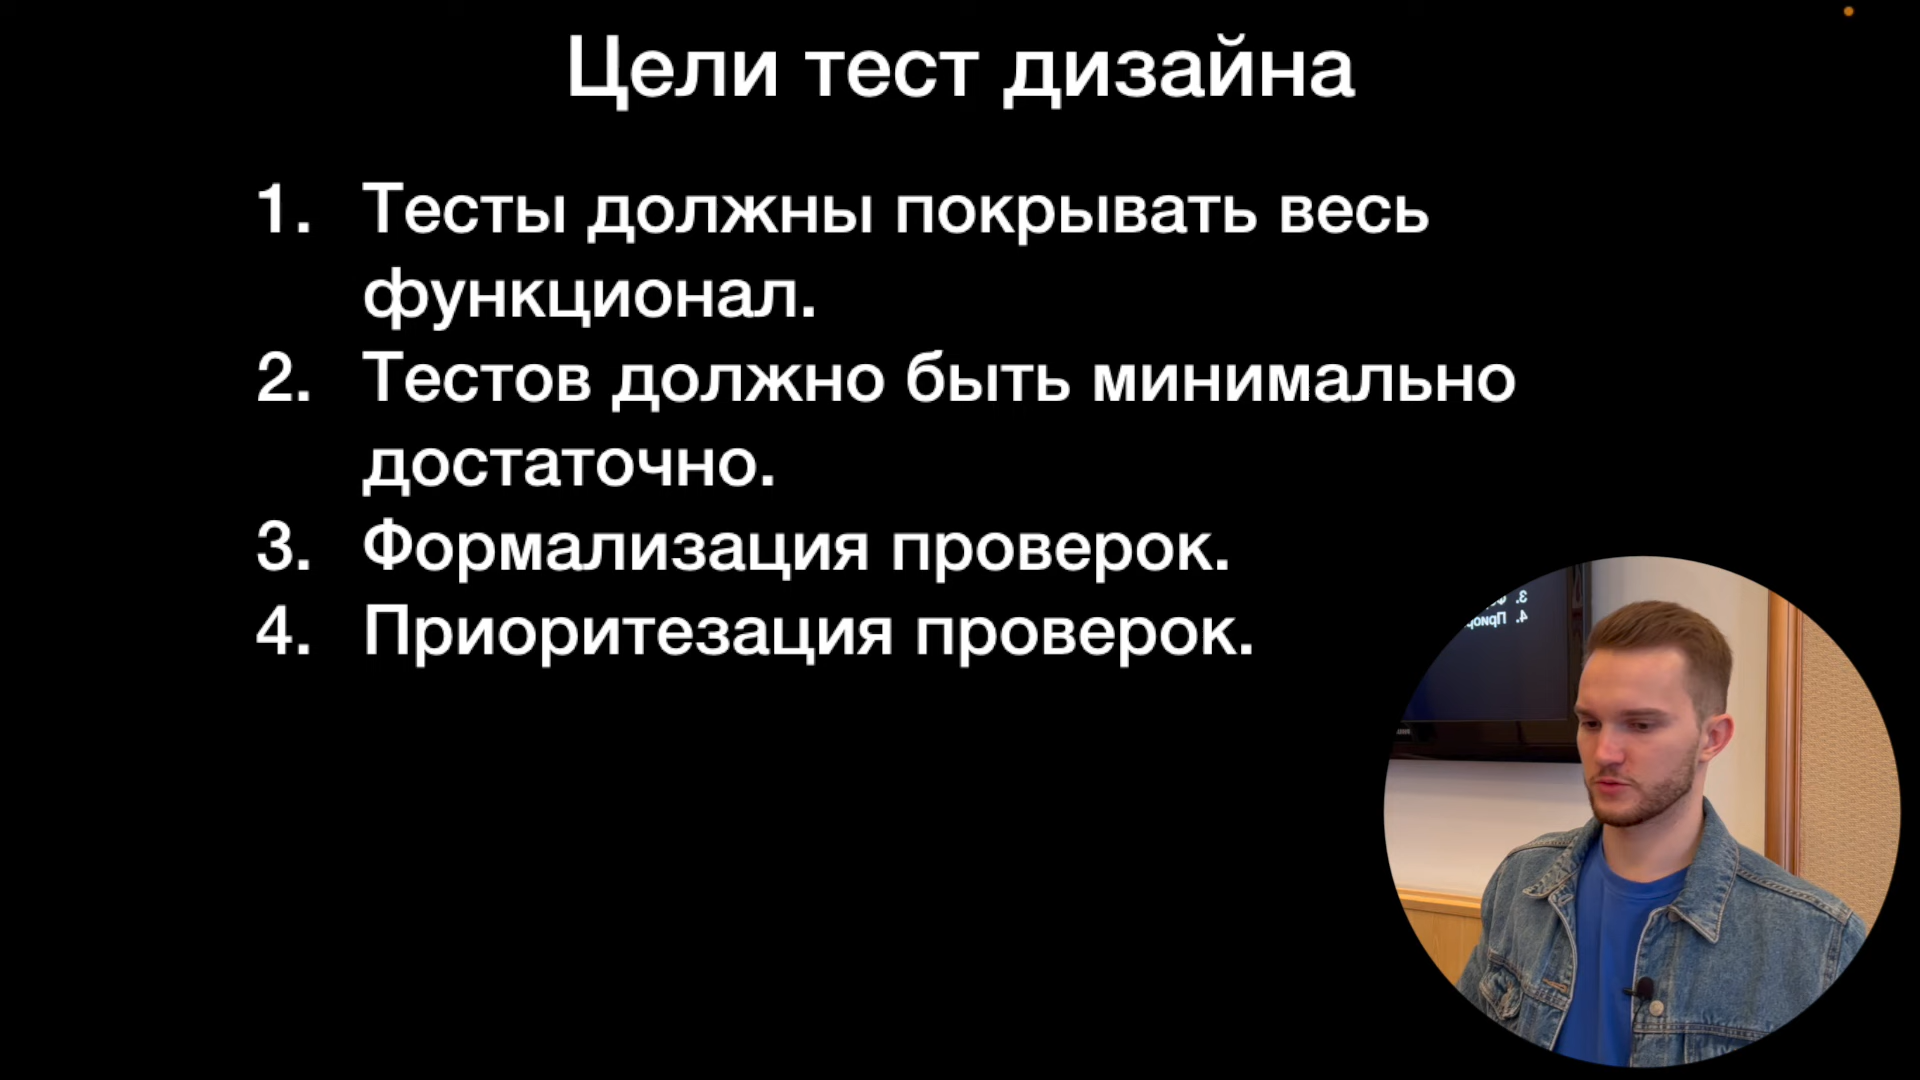 Цели тест дизайна
1. Тесты должны покрывать весь
функционал.
2. Тестов должно быть минимально
достаточно.
3. Формализация проверок.
4. Приоритезация проверок.